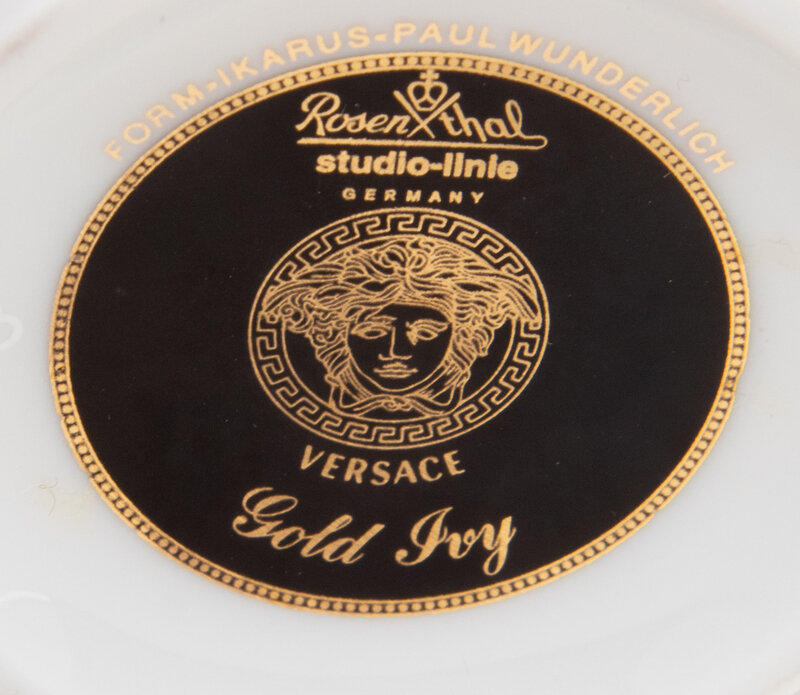 FORM-IKARUS-PAUL WUNDERLICH
Rosenthal
studio-linie
GERMANY
VERSACE
Gold Ivy